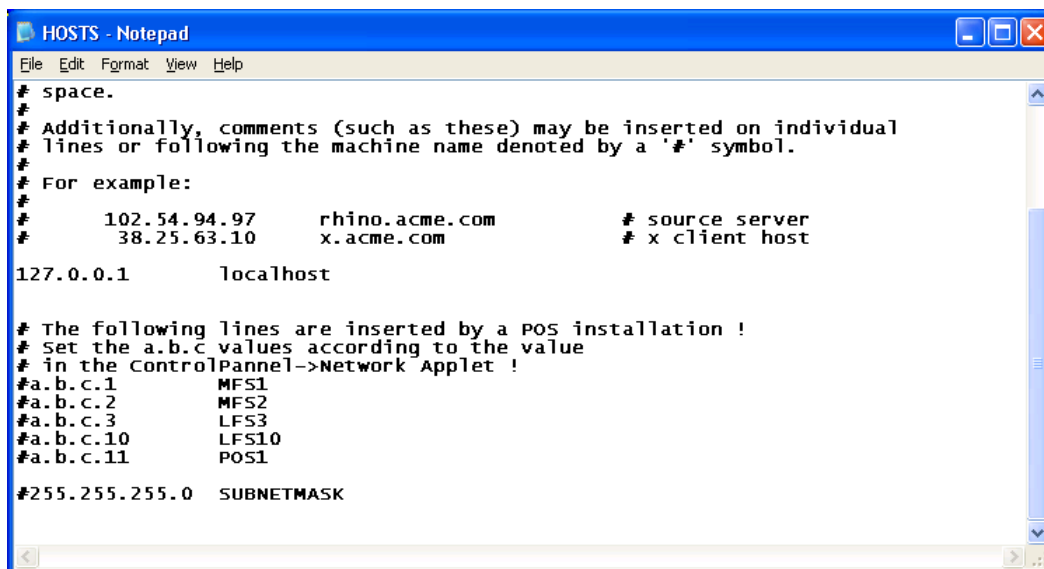 HOSTS - Notepad
File Edit Format View Help
# space.
#
# Additionally, comments (such as these) may be inserted on individual
# lines or following the machine name denoted by a '#' symbol.
#
# For example:
#
# 102.54.94.97 rhino.acme.com # source server
# 38.25.63.10 x.acme.com # x client host
127.0.0.1 localhost
# The following lines are inserted by a POS installation !
# Set the a.b.c values according to the value
# in the ControlPannel->Network Applet !
#a.b.c.1 MFS1
#a.b.c.2 MFS2
#a.b.c.3 LFS3
#a.b.c.10 LFS10
#a.b.c.11 POS1
#255.255.255.0 SUBNETMASK